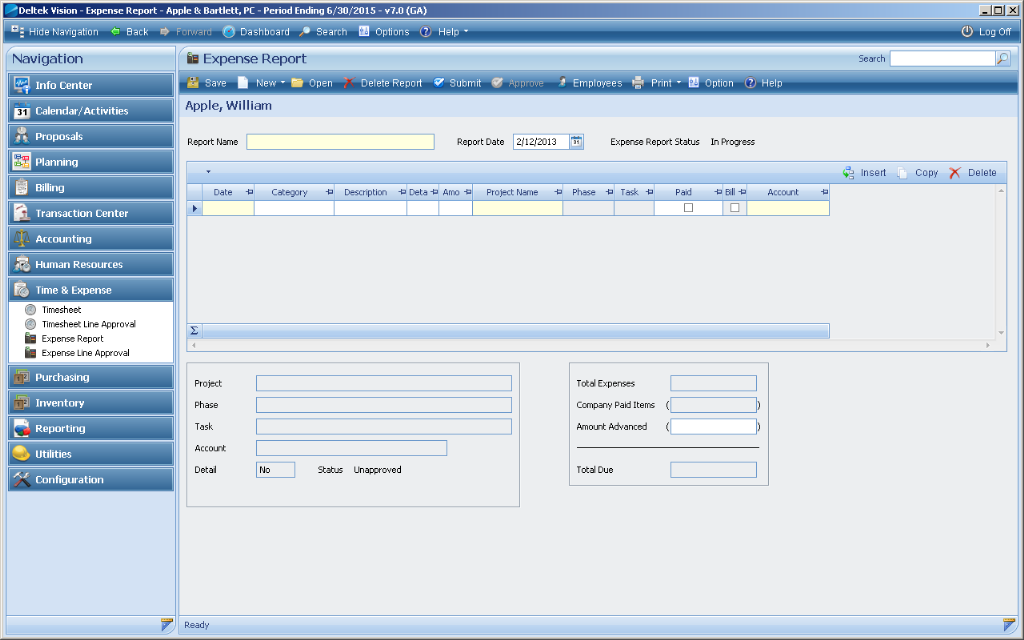 Deltek Vision - Expense Report - Apple & Bartlett, PC - Period Ending 6/30/2015 - v7.0 (GA)
Hide Navigation Back Forward Dashboard Search Options Help Log Off
Navigation
Info Center
31 Calendar/Activities
Proposals
Planning
Billing
Transaction Center
Accounting
Human Resources
Time & Expense
Timesheet
Timesheet Line Approval
Expense Report
Expense Line Approval
Purchasing
Inventory
Reporting
Utilities
Configuration
Expense Report Search
Save New Open Delete Report Submit Approve Employees Print Option Help
Apple, William
Report Name Report Date 2/12/2013 Expense Report Status In Progress
Insert Copy Delete
Date Category Description Deta Amo Project Name Phase Task Paid Bill Account
Σ
Project
Phase
Task
Account
Detail No Status Unapproved
Total Expenses
Company Paid Items ( )
Amount Advanced ( )
Total Due
Ready